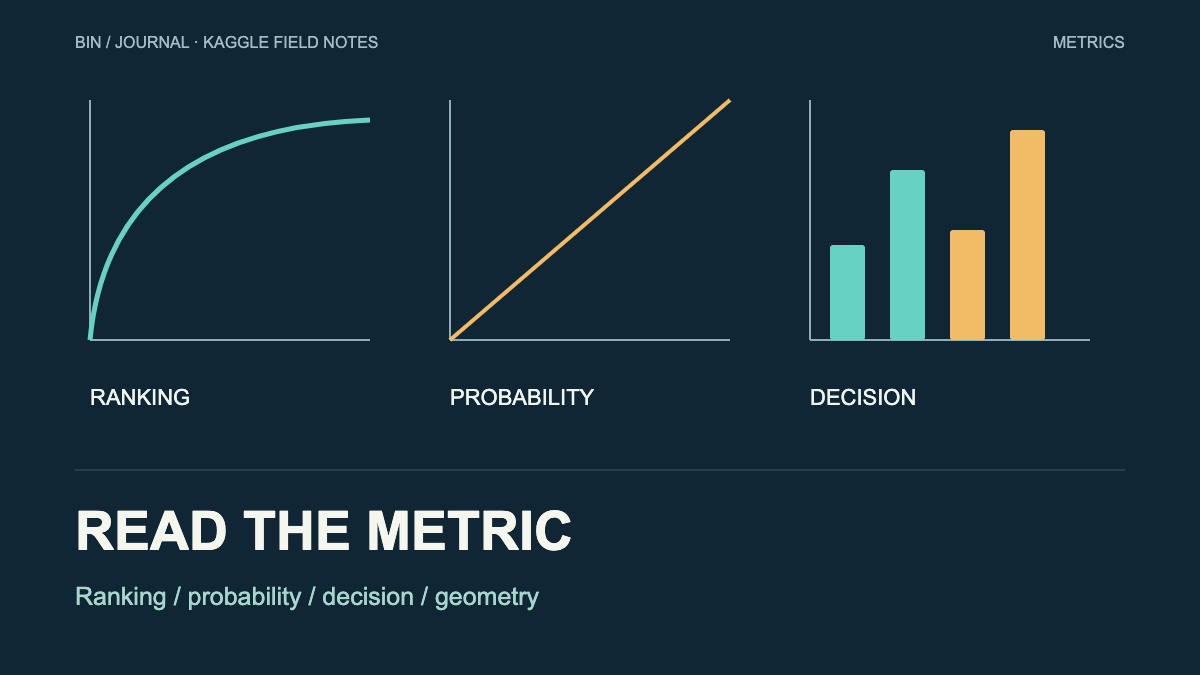 BIN / JOURNAL · KAGGLE FIELD NOTES
METRICS
RANKING
PROBABILITY
DECISION
READ THE METRIC
Ranking / probability / decision / geometry